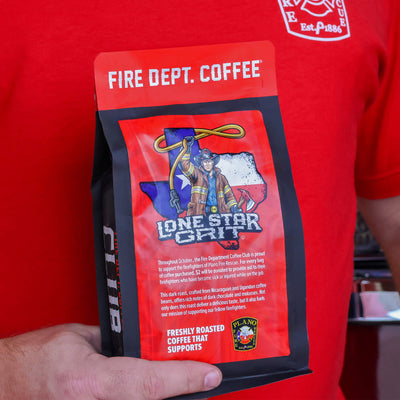 RE
CUE
Est. 1886
FIRE DEPT. COFFEE
LONE STAR
GRIT
Throughout October, the Fire Department Coffee Club is proud
to support the firefighters of Plano Fire-Rescue. For every bag
of coffee purchased, $2 will be donated to provide aid to their
firefighters who have become sick or injured while on the job.
This dark roast, crafted from Nicaraguan and Ugandan coffee
beans, offers rich notes of dark chocolate and molasses. Not
only does this roast deliver a delicious taste, but it also fuels
our mission of supporting our fellow firefighters.
FRESHLY ROASTED
COFFEE THAT
SUPPORTS
PLANO
CLUB